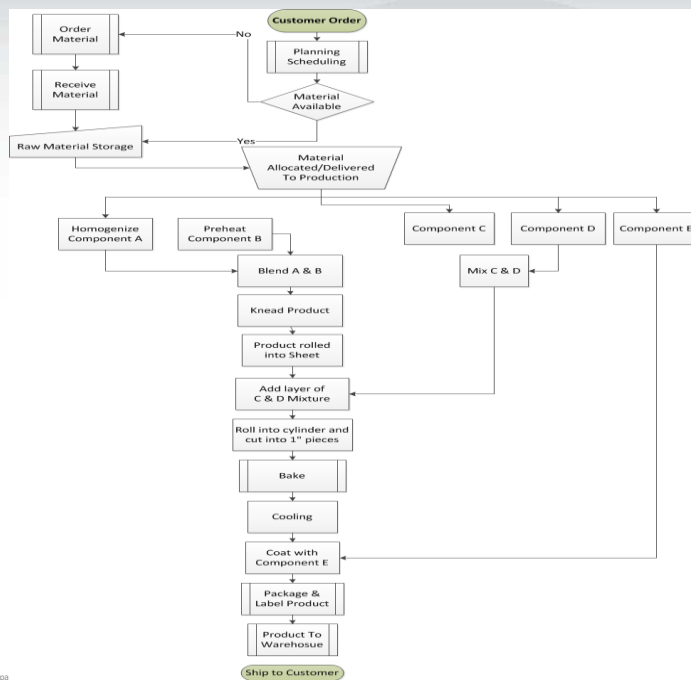 Customer Order
Order
Material
No
Planning
Scheduling
Receive
Material
Material
Available
Yes
Raw Material Storage
Material
Allocated/Delivered
To Production
Homogenize
Component A
Preheat
Component B
Component C
Component D
Component E
Blend A & B
Mix C & D
Knead Product
Product rolled
into Sheet
Add layer of
C & D Mixture
Roll into cylinder and
cut into 1" pieces
Bake
Cooling
Coat with
Component E
Package &
Label Product
Product To
Warehosue
Ship to Customer